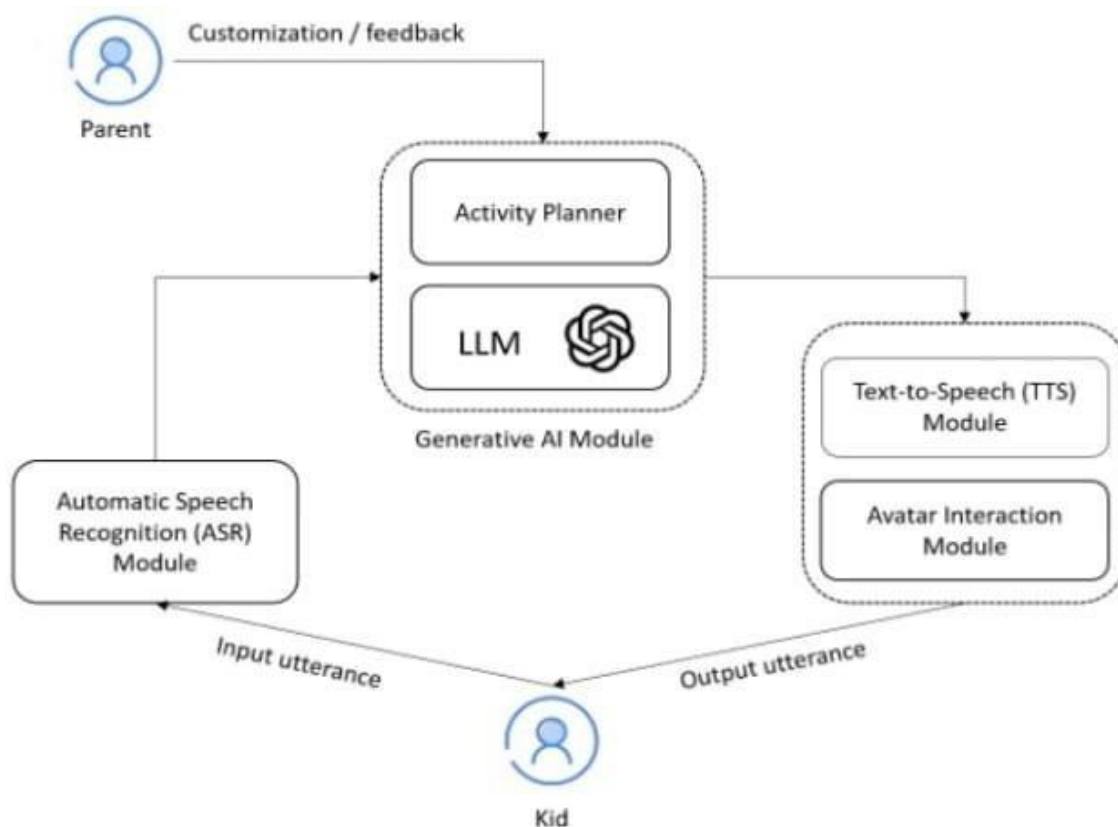 Customization / feedback
Parent
Activity Planner
LLM
Generative AI Module
Text-to-Speech (TTS)
Module
Avatar Interaction
Module
Automatic Speech
Recognition (ASR)
Module
Input utterance
Output utterance
Kid